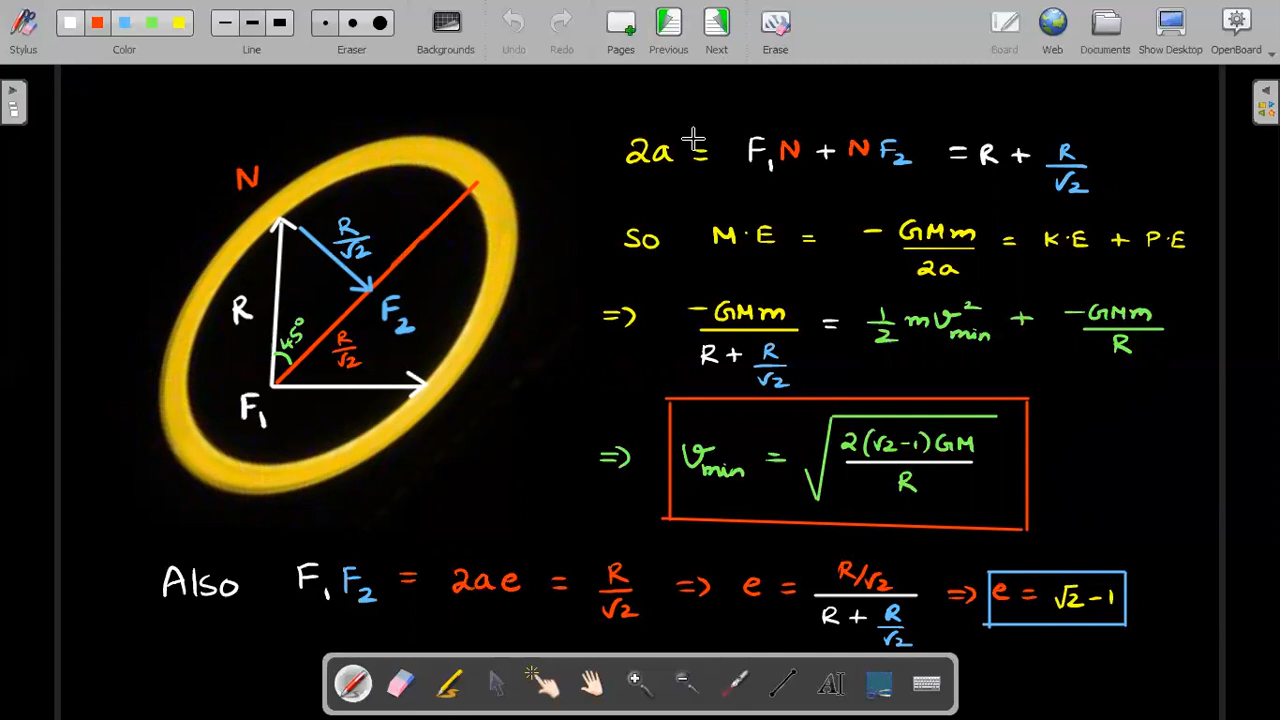 Stylus Color Line Eraser Backgrounds Undo Redo Pages Previous Next Erase Board Web Documents Show Desktop OpenBoard
N
R/√2
R
45°
F₂
R/√2
F₁
2a = F₁N + NF₂ = R + R/√2
So M·E = -GMm/2a = K·E + P·E
=> -GMm/(R + R/√2) = 1/2 mv²min + -GMm/R
=> vmin = √(2(√2-1)GM/R)
Also F₁F₂ = 2ae = R/√2 => e = (R/√2)/(R + R/√2) => e = √2-1